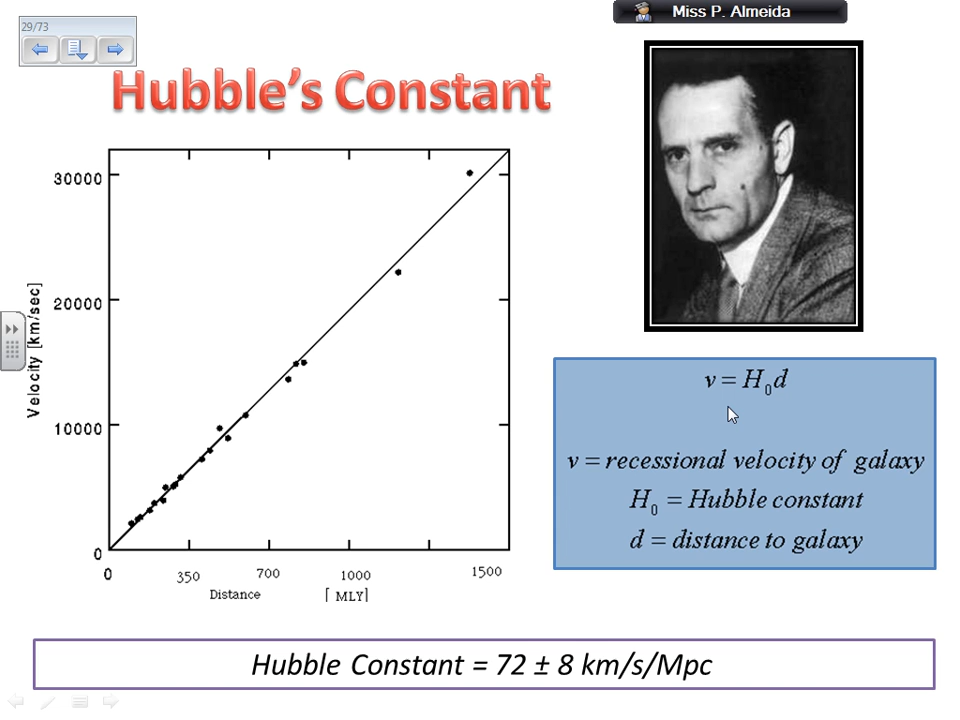 29/73
Miss P. Almeida
Hubble's Constant
30000
20000
10000
0
Velocity [km/sec]
0 350 700 1000 1500
Distance [ MLY]
v = H₀d
v = recessional velocity of galaxy
H₀ = Hubble constant
d = distance to galaxy
Hubble Constant = 72 ± 8 km/s/Mpc